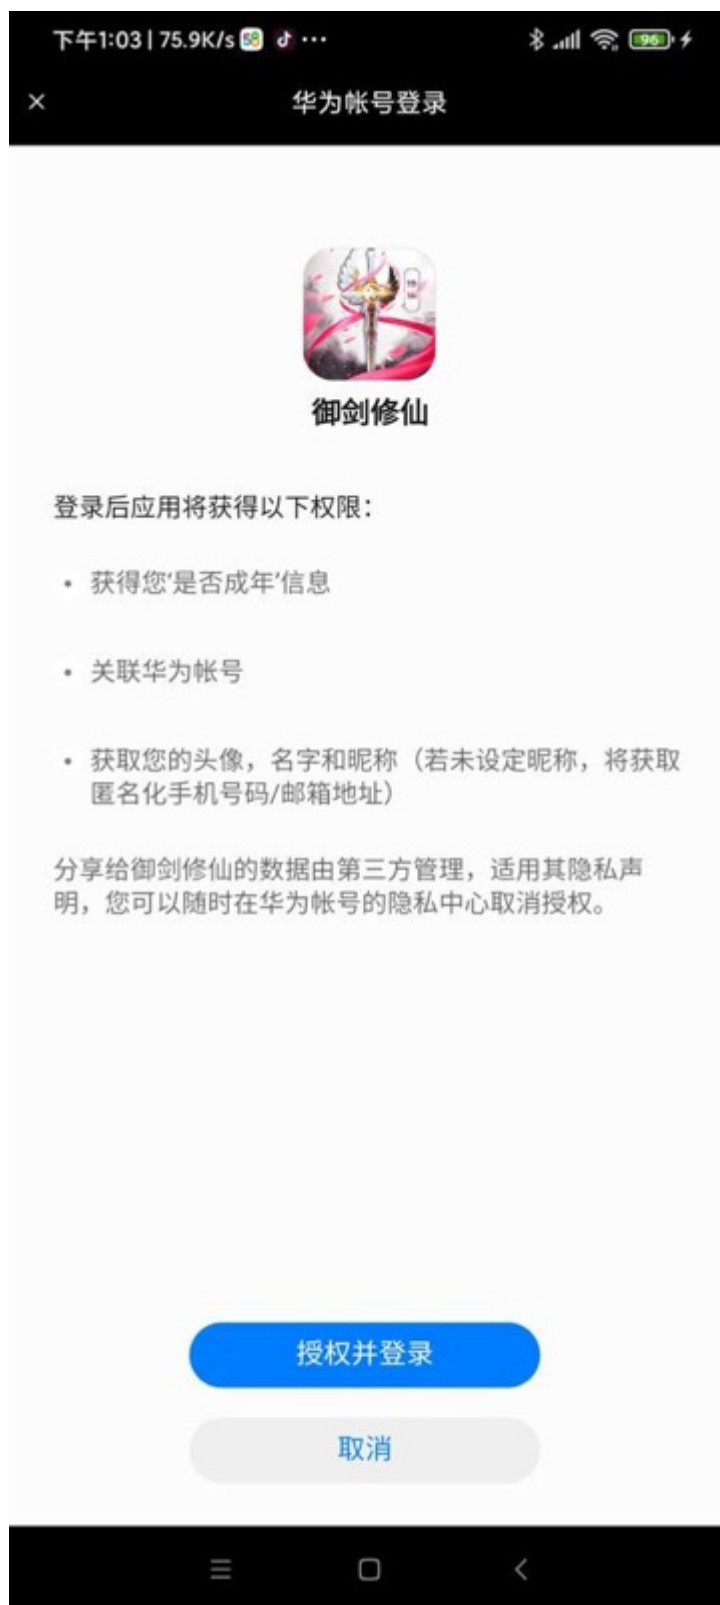 下午1:03 | 75.9K/s
96
华为帐号登录
御剑修仙
登录后应用将获得以下权限：
• 获得您‘是否成年’信息
• 关联华为帐号
• 获取您的头像，名字和昵称（若未设定昵称，将获取
匿名化手机号码/邮箱地址）
分享给御剑修仙的数据由第三方管理，适用其隐私声
明，您可以随时在华为帐号的隐私中心取消授权。
授权并登录
取消